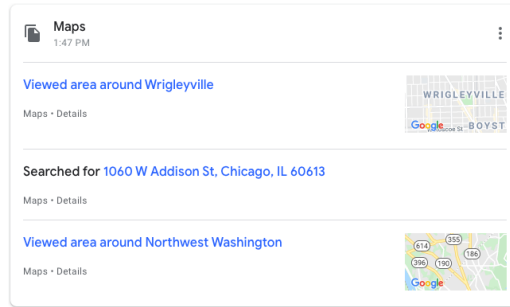 Maps
1:47 PM
Viewed area around Wrigleyville
Maps • Details
WRIGLEYVILLE
Google
BOYST
Searched for 1060 W Addison St, Chicago, IL 60613
Maps • Details
Viewed area around Northwest Washington
Maps • Details
614 355
396 190 186
Google